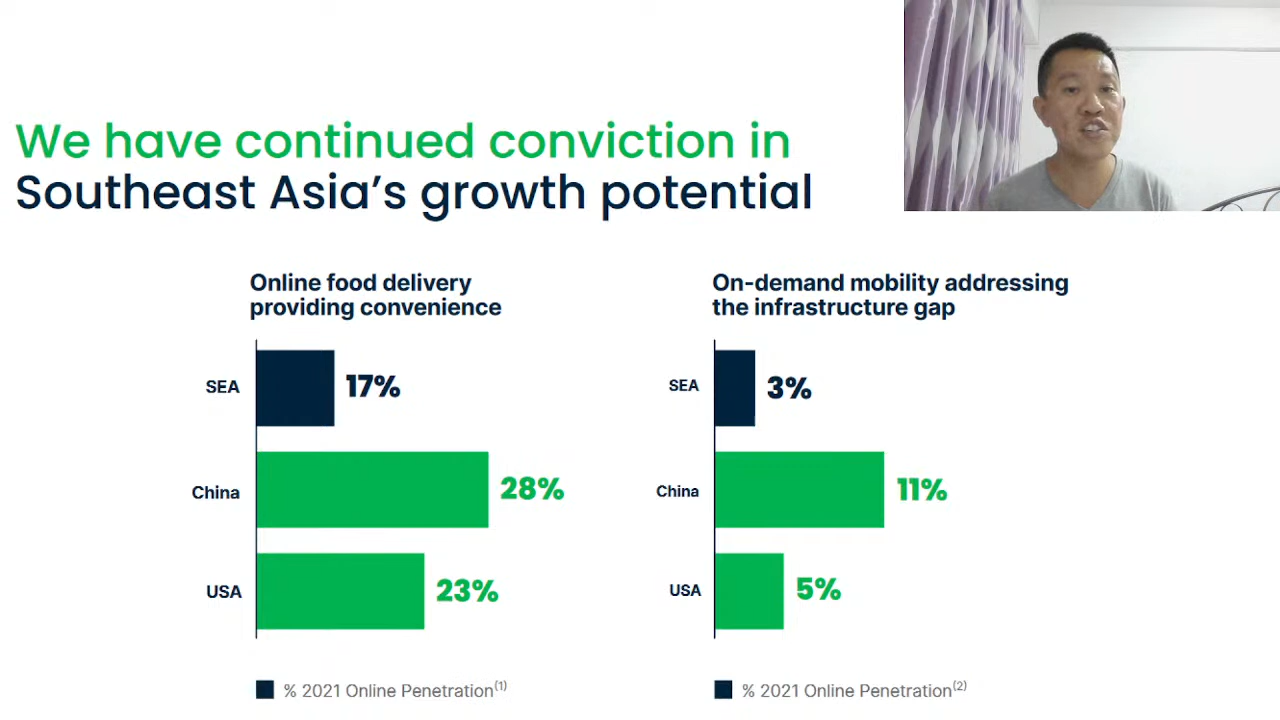 We have continued conviction in
Southeast Asia's growth potential
Online food delivery
providing convenience
SEA 17%
China 28%
USA 23%
% 2021 Online Penetration(1)
On-demand mobility addressing
the infrastructure gap
SEA 3%
China 11%
USA 5%
% 2021 Online Penetration(2)